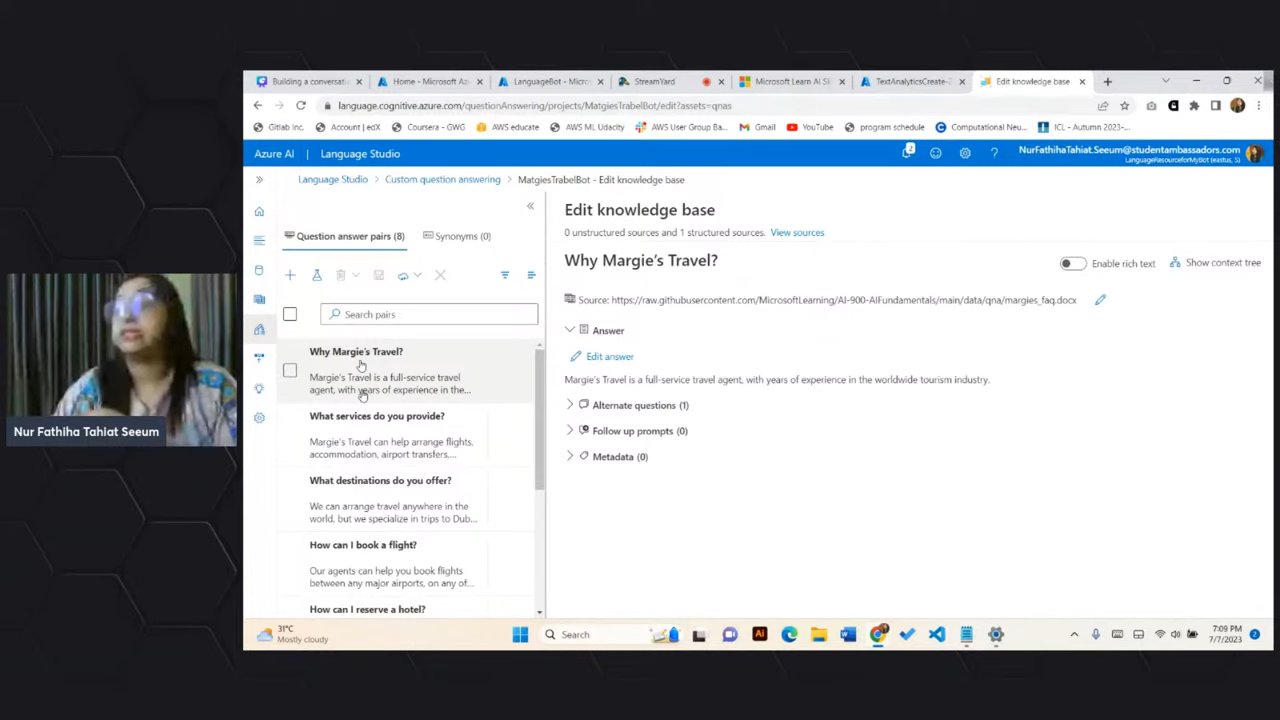 Building a conversati
Home - Microsoft Az
LanguageBot - Micro
StreamYard
Microsoft Learn AI Sk
TextAnalyticsCreate-2
Edit knowledge base
language.cognitive.azure.com/questionAnswering/projects/MatgiesTrabelBot/edit?assets=qnas
Gitlab Inc.
Account | edX
Coursera - GWG
AWS educate
AWS ML Udacity
AWS User Group Ba...
Gmail
YouTube
program schedule
Computational Neu...
ICL - Autumn 2023-...
Azure AI | Language Studio
2
NurFathihaTahiat.Seeum@studentambassadors.com
LanguageResourceforMyBot (eastus, S)
Language Studio > Custom question answering > MatgiesTrabelBot - Edit knowledge base
Question answer pairs (8)
Synonyms (0)
Search pairs
Why Margie's Travel?
Margie's Travel is a full-service travel
agent, with years of experience in the...
What services do you provide?
Margie's Travel can help arrange flights,
accommodation, airport transfers,...
What destinations do you offer?
We can arrange travel anywhere in the
world, but we specialize in trips to Dub...
How can I book a flight?
Our agents can help you book flights
between any major airports, on any of...
How can I reserve a hotel?
Edit knowledge base
0 unstructured sources and 1 structured sources. View sources
Why Margie's Travel?
Enable rich text
Show context tree
Source: https://raw.githubusercontent.com/MicrosoftLearning/AI-900-AIFundamentals/main/data/qna/margies_faq.docx
Answer
Edit answer
Margie's Travel is a full-service travel agent, with years of experience in the worldwide tourism industry.
Alternate questions (1)
Follow up prompts (0)
Metadata (0)
Nur Fathiha Tahiat Seeum
31°C
Mostly cloudy
Search
7:09 PM
7/7/2023
2